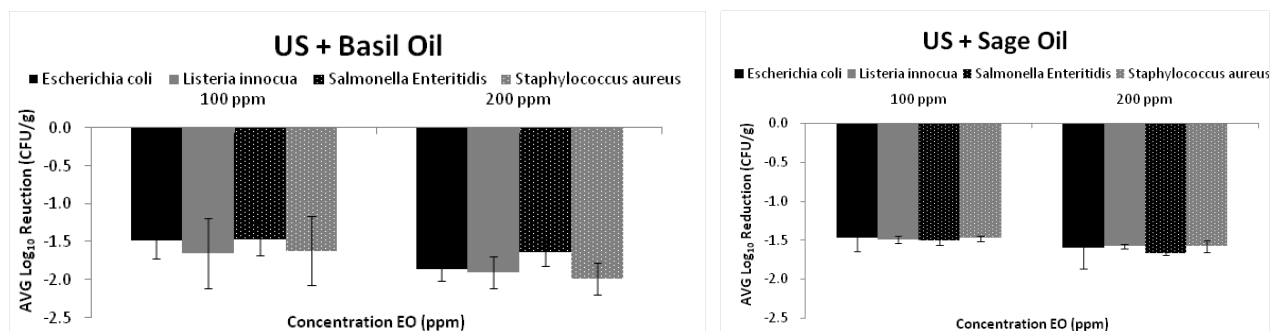 US + Basil Oil
Escherichia coli Listeria innocua Salmonella Enteritidis Staphylococcus aureus
100 ppm 200 ppm
0.0
-0.5
-1.0
-1.5
-2.0
-2.5
AVG Log10 Reuction (CFU/g)
Concentration EO (ppm)
US + Sage Oil
Escherichia coli Listeria innocua Salmonella Enteritidis Staphylococcus aureus
100 ppm 200 ppm
0.0
-0.5
-1.0
-1.5
-2.0
-2.5
AVG Log10 Reduction (CFU/g)
Concentration EO (ppm)